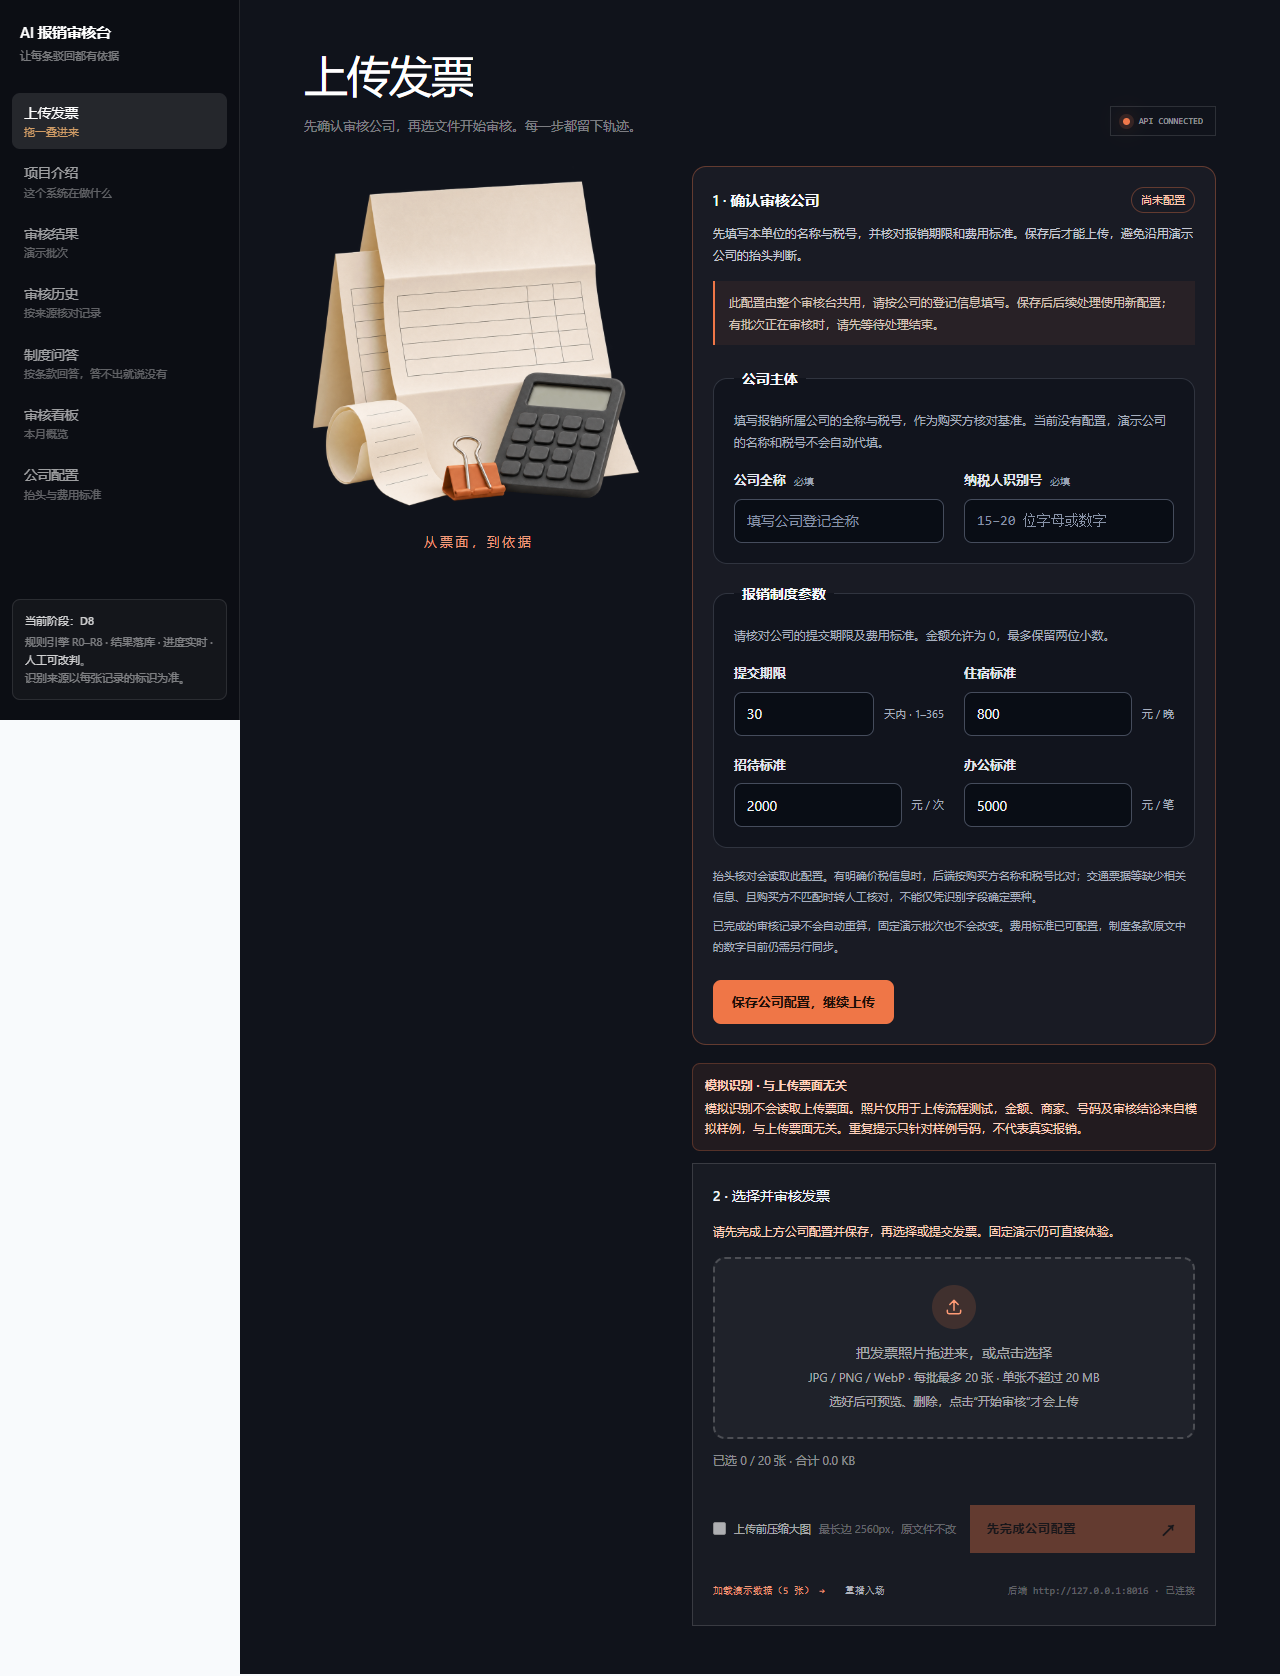 AI 报销审核台
让每条驳回都有依据
上传发票
拖一叠进来
项目介绍
这个系统在做什么
审核结果
演示批次
审核历史
按来源核对记录
制度问答
按条款回答，答不出就说没有
审核看板
本月概览
公司配置
抬头与费用标准
当前阶段：D8
规则引擎 R0–R8 · 结果落库 · 进度实时 ·
人工可改判。
识别来源以每张记录的标识为准。
上传发票
先确认审核公司，再选文件开始审核。每一步都留下轨迹。
API CONNECTED
从票面，到依据
1 · 确认审核公司
尚未配置
先填写本单位的名称与税号，并核对报销期限和费用标准。保存后才能上传，避免沿用演示
公司的抬头判断。
此配置由整个审核台共用，请按公司的登记信息填写。保存后后续处理使用新配置；
有批次正在审核时，请先等待处理结束。
公司主体
填写报销所属公司的全称与税号，作为购买方核对基准。当前没有配置，演示公司
的名称和税号不会自动代填。
公司全称 必填
纳税人识别号 必填
填写公司登记全称
15–20 位字母或数字
报销制度参数
请核对公司的提交期限及费用标准。金额允许为 0，最多保留两位小数。
提交期限
住宿标准
30
天内 · 1–365
800
元 / 晚
招待标准
办公标准
2000
元 / 次
5000
元 / 笔
抬头核对会读取此配置。有明确价税信息时，后端按购买方名称和税号比对；交通票据等缺少相关
信息、且购买方不匹配时转人工核对，不能仅凭识别字段确定票种。
已完成的审核记录不会自动重算，固定演示批次也不会改变。费用标准已可配置，制度条款原文中
的数字目前仍需另行同步。
保存公司配置，继续上传
模拟识别 · 与上传票面无关
模拟识别不会读取上传票面。照片仅用于上传流程测试，金额、商家、号码及审核结论来自模
拟样例，与上传票面无关。重复提示只针对样例号码，不代表真实报销。
2 · 选择并审核发票
请先完成上方公司配置并保存，再选择或提交发票。固定演示仍可直接体验。
把发票照片拖进来，或点击选择
JPG / PNG / WebP · 每批最多 20 张 · 单张不超过 20 MB
选好后可预览、删除，点击“开始审核”才会上传
已选 0 / 20 张 · 合计 0.0 KB
上传前压缩大图 最长边 2560px，原文件不改
先完成公司配置 ↗
加载演示数据（5 张） → 重播入场
后端 http://127.0.0.1:8016 · 已连接